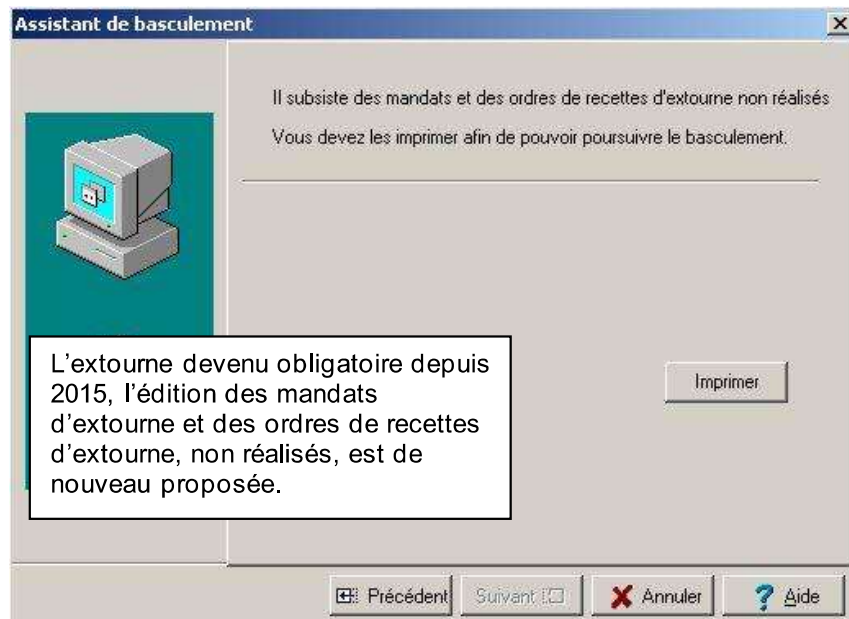 Assistant de basculement
Il subsiste des mandats et des ordres de recettes d'extourne non réalisés
Vous devez les imprimer afin de pouvoir poursuivre le basculement.
L'extourne devenu obligatoire depuis
2015, l'édition des mandats
d'extourne et des ordres de recettes
d'extourne, non réalisés, est de
nouveau proposée.
Imprimer
Précédent
Suivant
Annuler
Aide